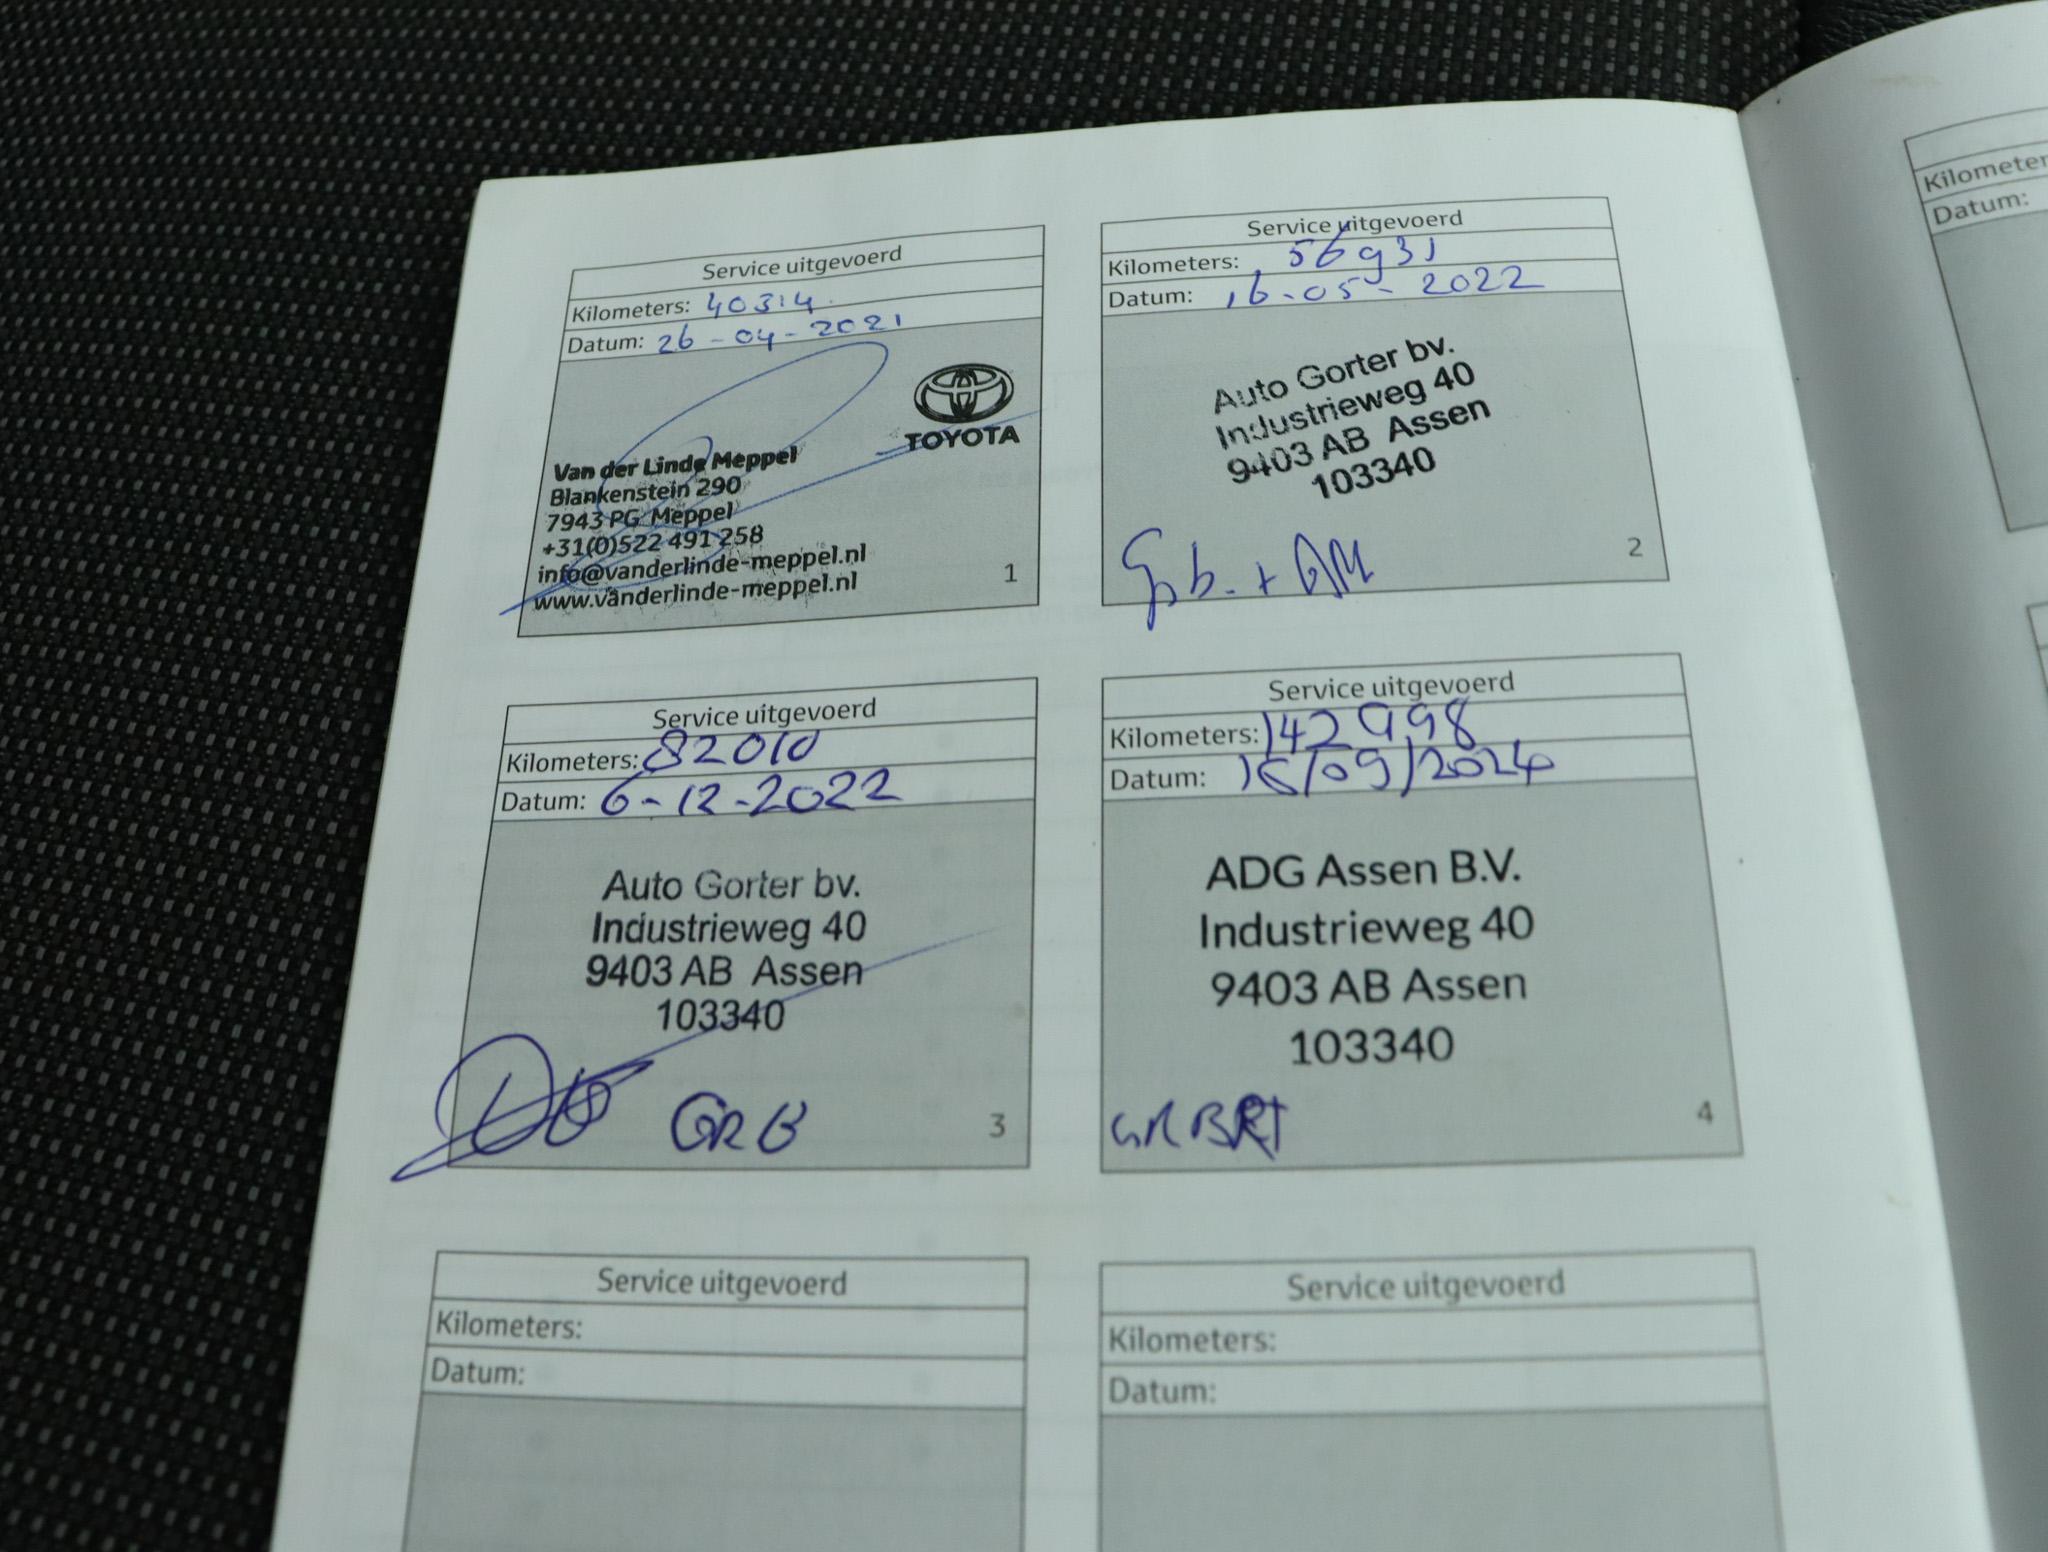 Service uitgevoerd
Kilometers: 40314
Datum: 26-04-2021
TOYOTA
Van der Linde Meppel
Blankenstein 290
7943 PG Meppel
+31(0)522 491 258
info@vanderlinde-meppel.nl
www.vanderlinde-meppel.nl
1
Service uitgevoerd
Kilometers: 56931
Datum: 16-05-2022
Auto Gorter bv.
Industrieweg 40
9403 AB Assen
103340
2
Service uitgevoerd
Kilometers: 82010
Datum: 6-12-2022
Auto Gorter bv.
Industrieweg 40
9403 AB Assen
103340
GR B
3
Service uitgevoerd
Kilometers: 142998
Datum: 16/09/2024
ADG Assen B.V.
Industrieweg 40
9403 AB Assen
103340
4
Service uitgevoerd
Kilometers:
Datum:
Service uitgevoerd
Kilometers:
Datum:
Kilometer
Datum: